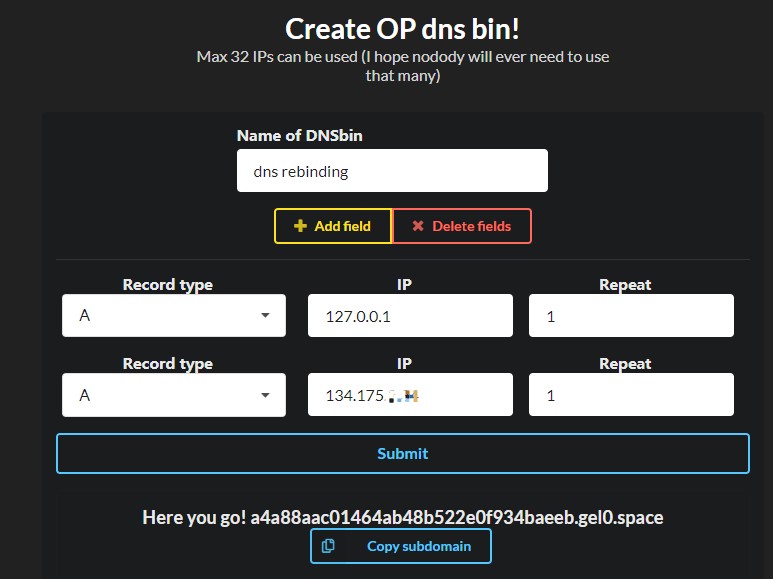 Create OP dns bin!
Max 32 IPs can be used (I hope nodody will ever need to use
that many)
Name of DNSbin
dns rebinding
Add field Delete fields
Record type IP Repeat
A 127.0.0.1 1
Record type IP Repeat
A 134.175. 1
Submit
Here you go! a4a88aac01464ab48b522e0f934baeeb.gel0.space
Copy subdomain